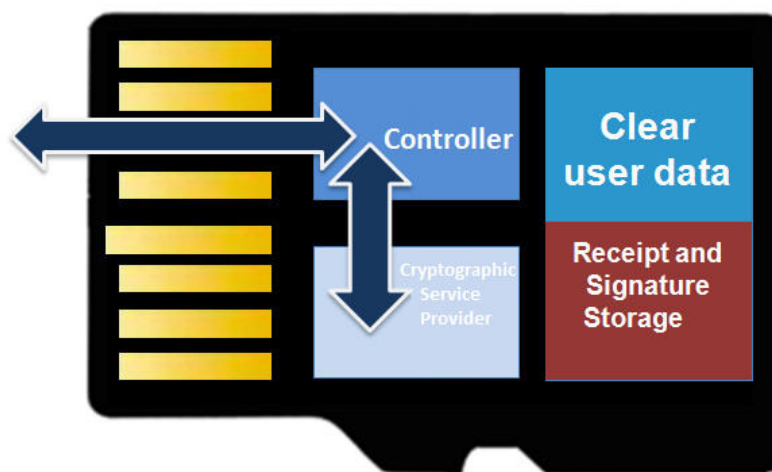 Controller
Clear
user data
Cryptographic
Service
Provider
Receipt and
Signature
Storage